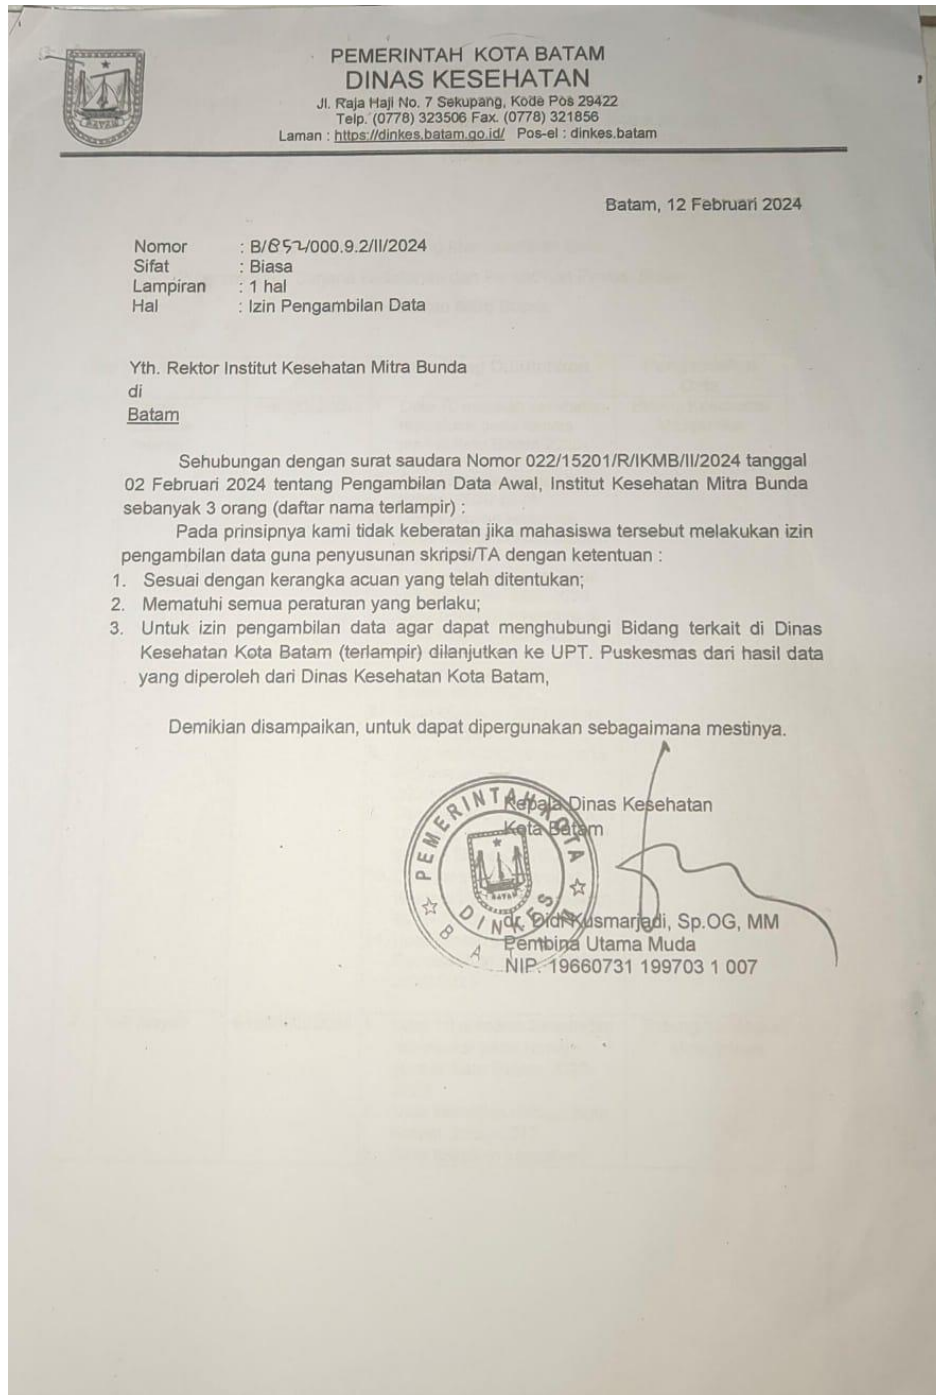 PEMERINTAH KOTA BATAM
DINAS KESEHATAN
Jl. Raja Haji No. 7 Sekupang, Kode Pos 29422
Telp. (0778) 323506 Fax. (0778) 321856
Laman : https://dinkes.batam.go.id/ Pos-el : dinkes.batam
BATAM
Batam, 12 Februari 2024
Nomor : B/852/000.9.2/II/2024
Sifat : Biasa
Lampiran : 1 hal
Hal : Izin Pengambilan Data
Yth. Rektor Institut Kesehatan Mitra Bunda
di
Batam
Sehubungan dengan surat saudara Nomor 022/15201/R/IKMB/II/2024 tanggal
02 Februari 2024 tentang Pengambilan Data Awal, Institut Kesehatan Mitra Bunda
sebanyak 3 orang (daftar nama terlampir) :
Pada prinsipnya kami tidak keberatan jika mahasiswa tersebut melakukan izin
pengambilan data guna penyusunan skripsi/TA dengan ketentuan :
1. Sesuai dengan kerangka acuan yang telah ditentukan;
2. Mematuhi semua peraturan yang berlaku;
3. Untuk izin pengambilan data agar dapat menghubungi Bidang terkait di Dinas
Kesehatan Kota Batam (terlampir) dilanjutkan ke UPT. Puskesmas dari hasil data
yang diperoleh dari Dinas Kesehatan Kota Batam,
Demikian disampaikan, untuk dapat dipergunakan sebagaimana mestinya.
Kepala Dinas Kesehatan
Kota Batam
PEMERINTAH KOTA
BATAM
DINKES
dr. Didi Kusmarjadi, Sp.OG, MM
Pembina Utama Muda
NIP. 19660731 199703 1 007